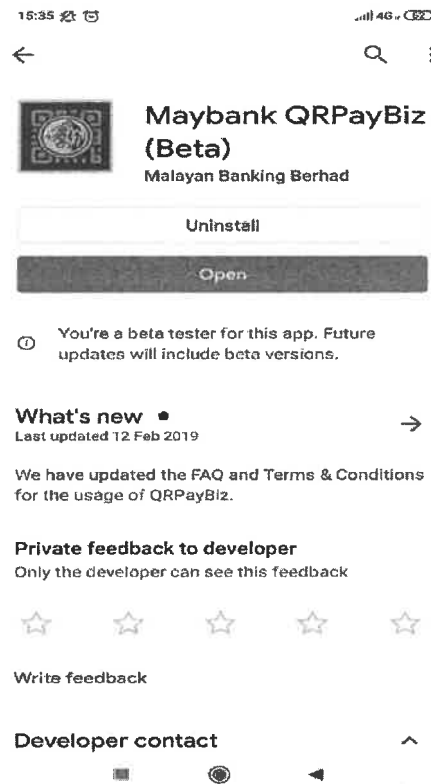 15:35
4G
Maybank QRPayBiz
(Beta)
Malayan Banking Berhad
Uninstall
Open
You're a beta tester for this app. Future
updates will include beta versions.
What's new
Last updated 12 Feb 2019
We have updated the FAQ and Terms & Conditions
for the usage of QRPayBiz.
Private feedback to developer
Only the developer can see this feedback
Write feedback
Developer contact